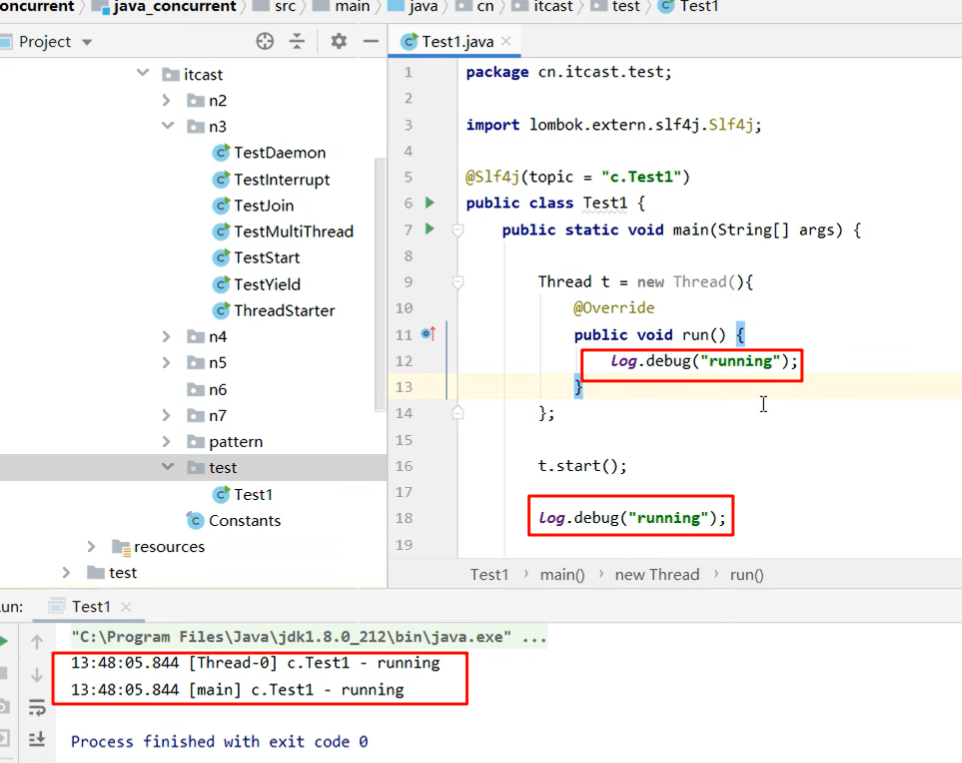 oncurrent java_concurrent src main java cn itcast test Test1
Project
itcast
n2
n3
TestDaemon
TestInterrupt
TestJoin
TestMultiThread
TestStart
TestYield
ThreadStarter
n4
n5
n6
n7
pattern
test
Test1
Constants
resources
test
Test1.java
1 package cn.itcast.test;
2
3 import lombok.extern.slf4j.Slf4j;
4
5 @Slf4j(topic = "c.Test1")
6 public class Test1 {
7 public static void main(String[] args) {
8
9 Thread t = new Thread(){
10 @Override
11 public void run() {
12 log.debug("running");
13 }
14 };
15
16 t.start();
17
18 log.debug("running");
19
Test1 main() new Thread run()
un: Test1
"C:\Program Files\Java\jdk1.8.0_212\bin\java.exe" ...
13:48:05.844 [Thread-0] c.Test1 - running
13:48:05.844 [main] c.Test1 - running
Process finished with exit code 0